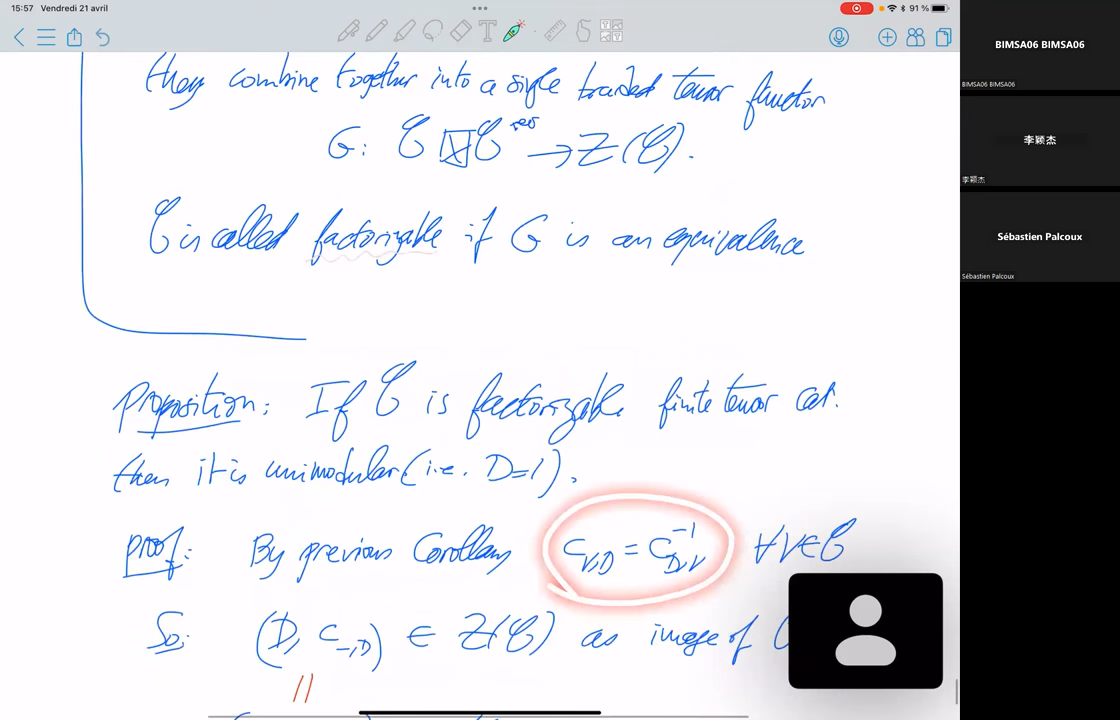 15:57 Vendredi 21 avril
91 %
they combine together into a single braided tensor functor
G: C ⊠ C^rev → Z(C).
C is called factorizable if G is an equivalence
Proposition: If C is factorizable finite tensor cat.
then it is unimodular (i.e. D=1).
Proof: By previous Corollary c_{V,D} = c_{D,V}^{-1} ∀V∈C
So: (D, c_{-,D}) ∈ Z(C) as image of
BIMSA06 BIMSA06
BIMSA06 BIMSA06
李颖杰
李颖杰
Sébastien Palcoux
Sébastien Palcoux